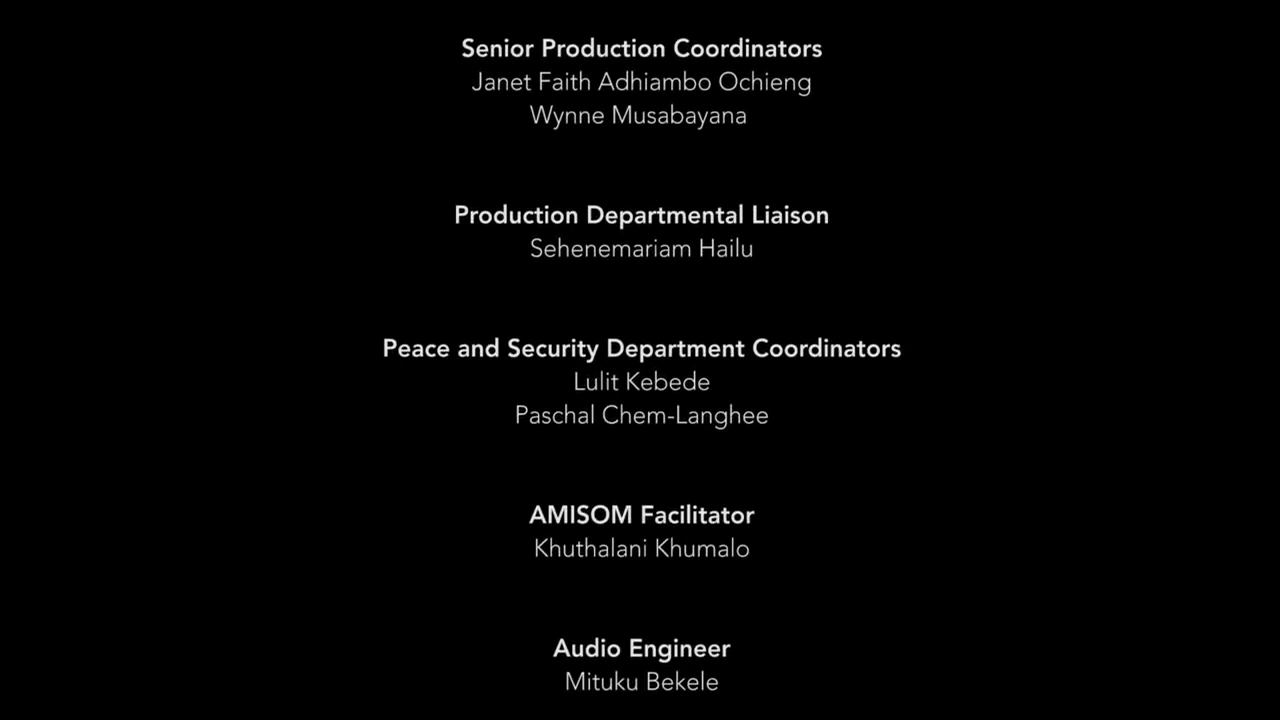 Senior Production Coordinators
Janet Faith Adhiambo Ochieng
Wynne Musabayana
Production Departmental Liaison
Sehenemariam Hailu
Peace and Security Department Coordinators
Lulit Kebede
Paschal Chem-Langhee
AMISOM Facilitator
Khuthalani Khumalo
Audio Engineer
Mituku Bekele